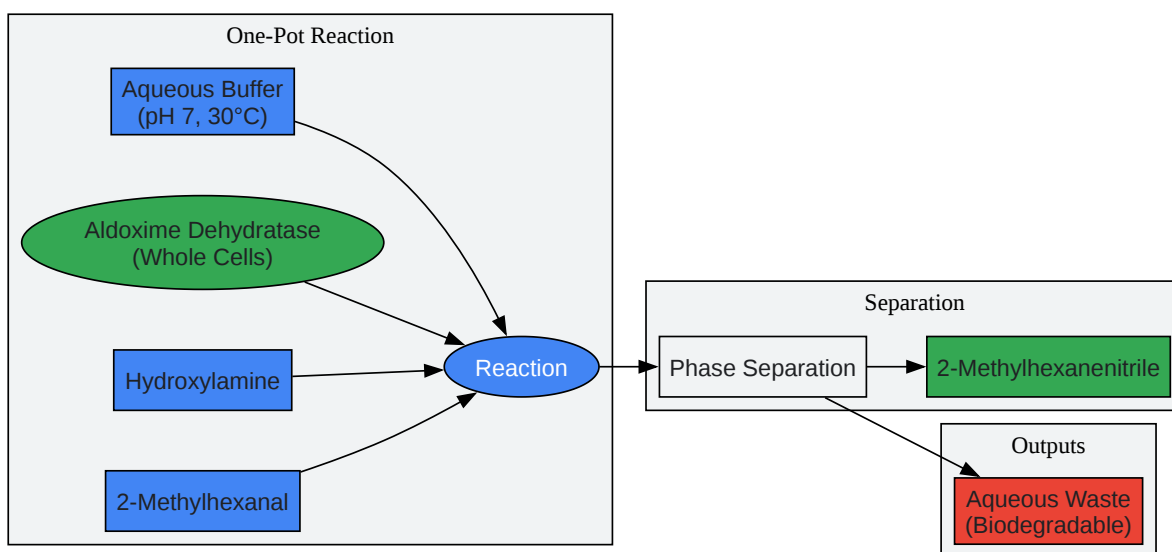 One-Pot Reaction
Aqueous Buffer
(pH 7, 30°C)
Aldoxime Dehydratase
(Whole Cells)
Hydroxylamine
2-Methylhexanal
Reaction
Separation
Phase Separation
2-Methylhexanenitrile
Outputs
Aqueous Waste
(Biodegradable)